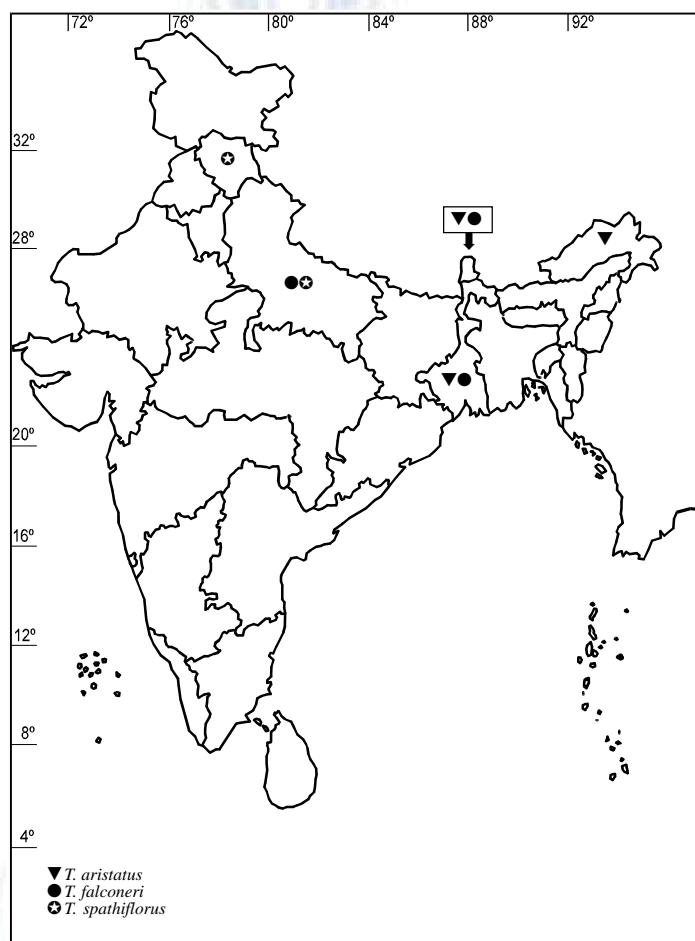 72º 76º 80º 84º 88º 92º
32º
28º
20º
16º
12º
8º
4º
T. aristatus
T. falconeri
T. spathiflorus